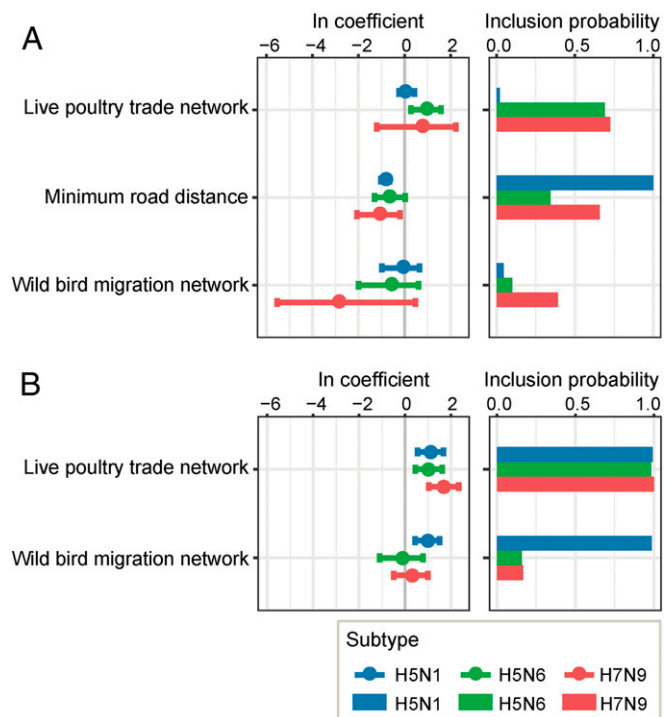 A
ln coefficient Inclusion probability
−6 −4 −2 0 2 0.0 0.5 1.0
Live poultry trade network
Minimum road distance
Wild bird migration network
B
ln coefficient Inclusion probability
−6 −4 −2 0 2 0.0 0.5 1.0
Live poultry trade network
Wild bird migration network
Subtype
H5N1 H5N6 H7N9
H5N1 H5N6 H7N9